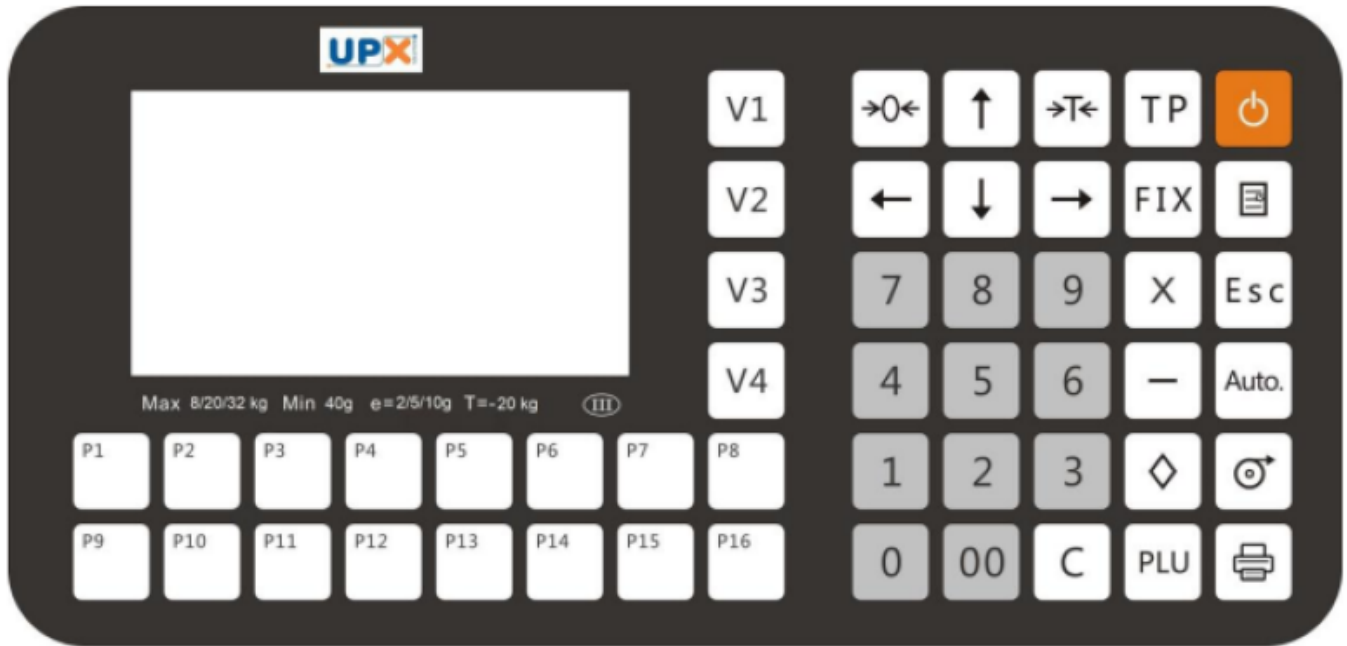 UPX
V1
→0←
↑
→T←
TP
V2
←
↓
→
FIX
V3
7
8
9
X
Esc
V4
4
5
6
—
Auto.
Max 8/20/32 kg Min 40g e=2/5/10g T=-20 kg III
P1
P2
P3
P4
P5
P6
P7
P8
1
2
3
◇
P9
P10
P11
P12
P13
P14
P15
P16
0
00
C
PLU